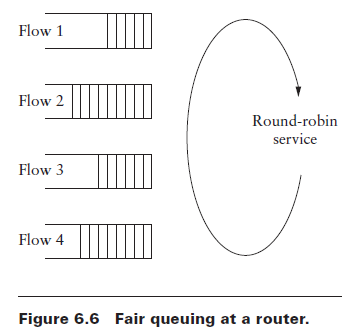 Flow 1
Flow 2
Round-robin
service
Flow 3
Flow 4
Figure 6.6 Fair queuing at a router.